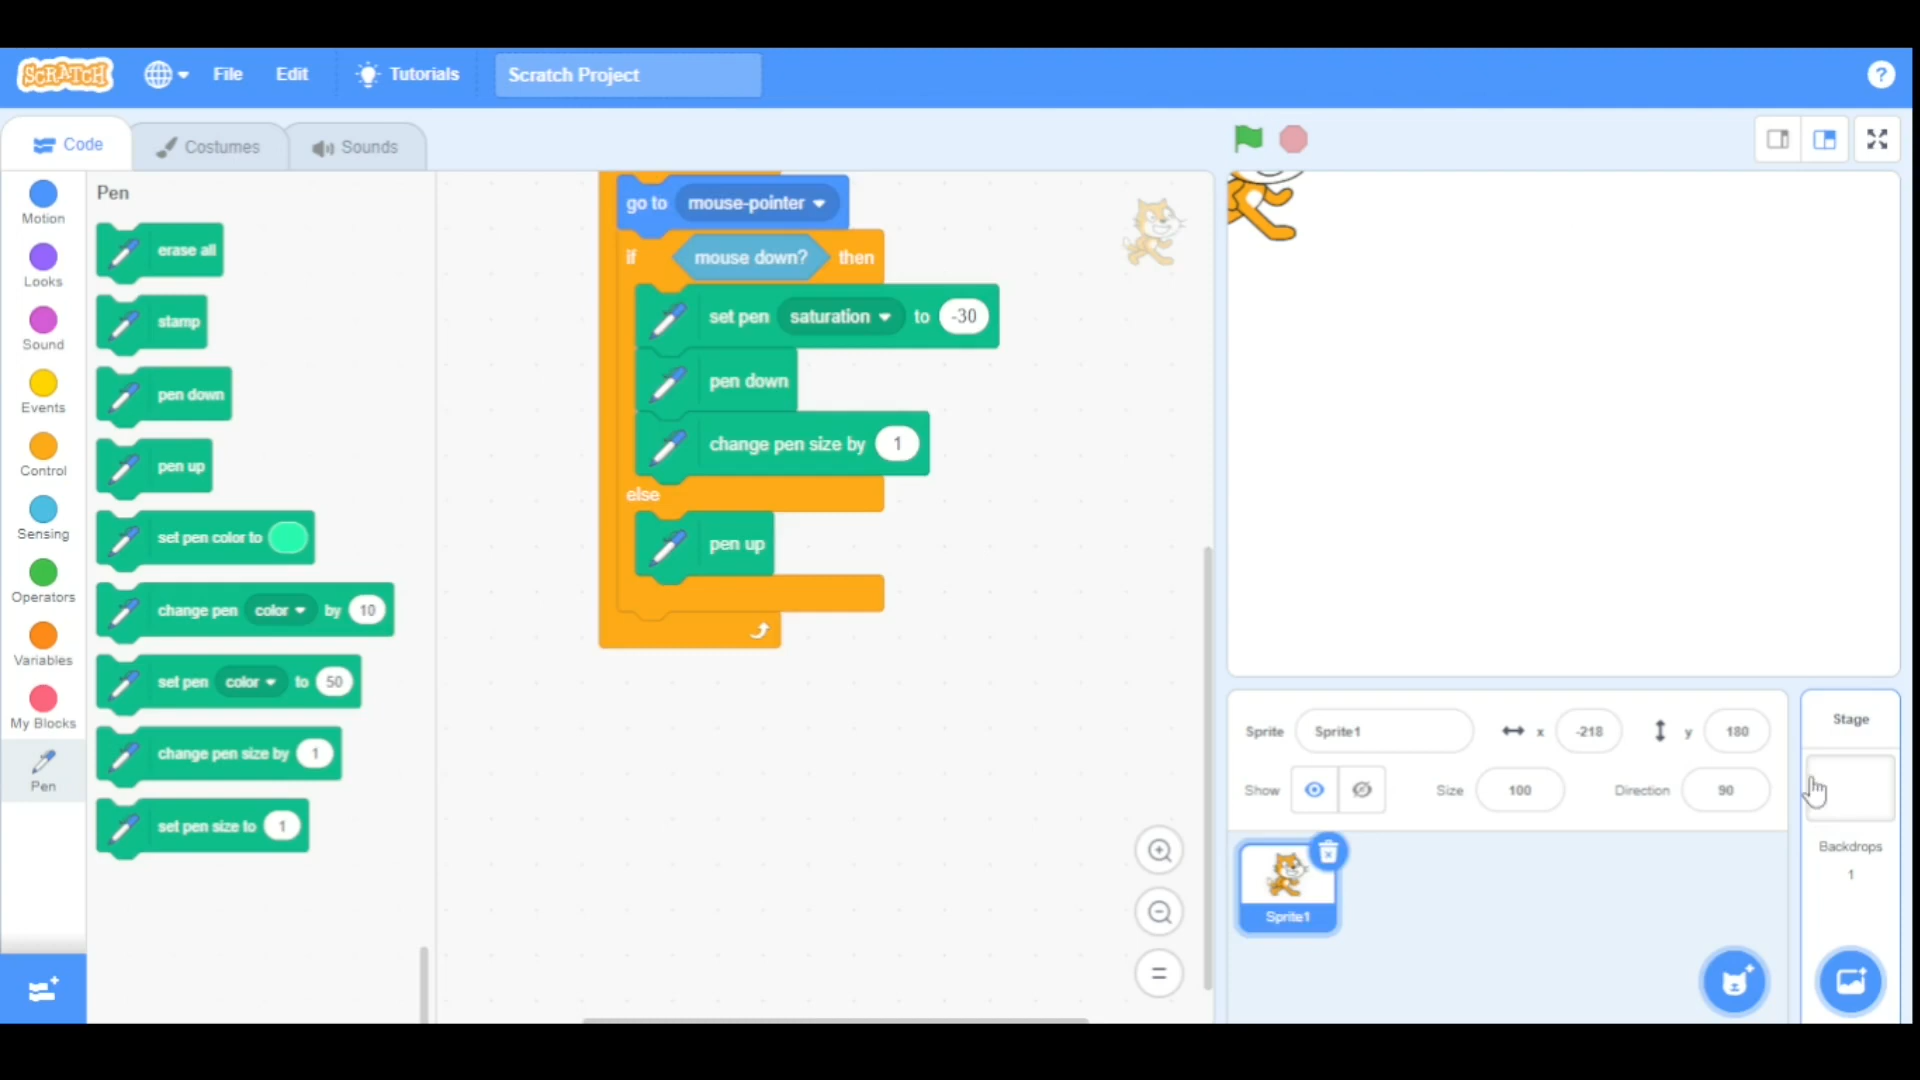 SCRATCH File Edit Tutorials Scratch Project ?
Code Costumes Sounds
Motion
Looks
Sound
Events
Control
Sensing
Operators
Variables
My Blocks
Pen
Pen
erase all
stamp
pen down
pen up
set pen color to
change pen color by 10
set pen color to 50
change pen size by 1
set pen size to 1
go to mouse-pointer
if mouse down? then
set pen saturation to -30
pen down
change pen size by 1
else
pen up
Sprite Sprite1 x -218 y 180
Show Size 100 Direction 90
Sprite1
Stage
Backdrops
1